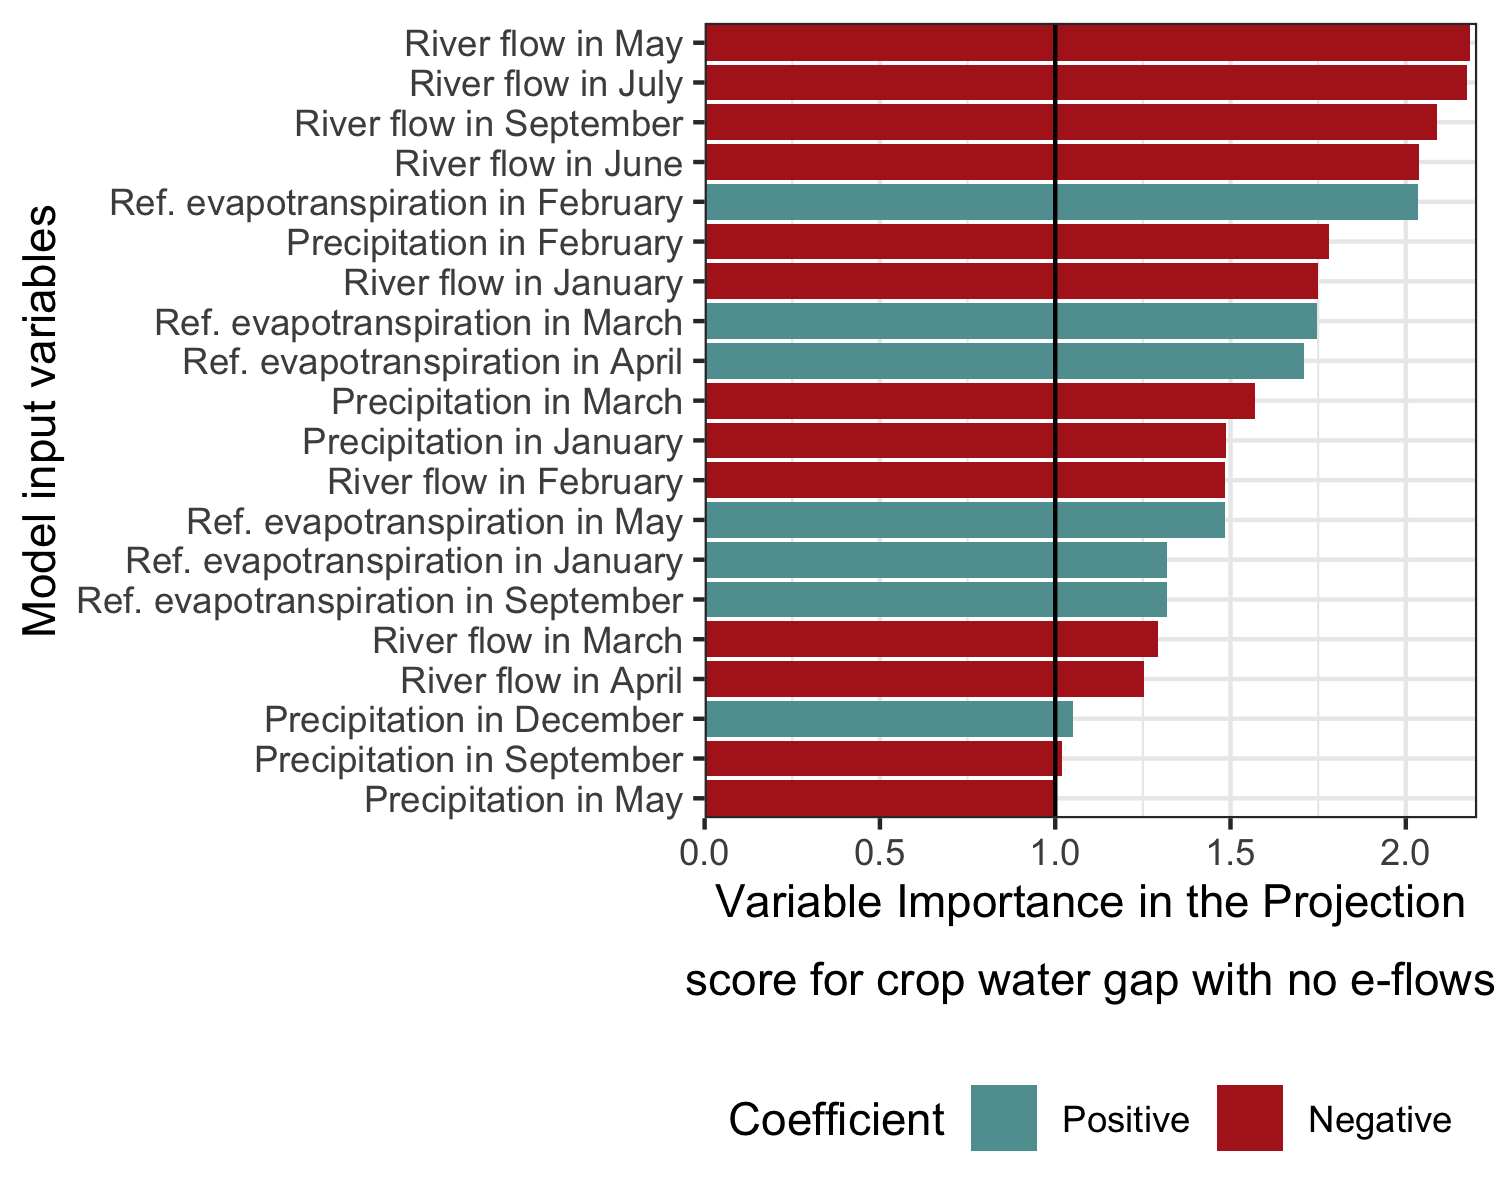 River flow in May
River flow in July
River flow in September
River flow in June
Ref. evapotranspiration in February
Precipitation in February
River flow in January
Ref. evapotranspiration in March
Ref. evapotranspiration in April
Precipitation in March
Precipitation in January
River flow in February
Ref. evapotranspiration in May
Ref. evapotranspiration in January
Ref. evapotranspiration in September
River flow in March
River flow in April
Precipitation in December
Precipitation in September
Precipitation in May
Model input variables
0.0 0.5 1.0 1.5 2.0
Variable Importance in the Projection
score for crop water gap with no e-flows
Coefficient Positive Negative